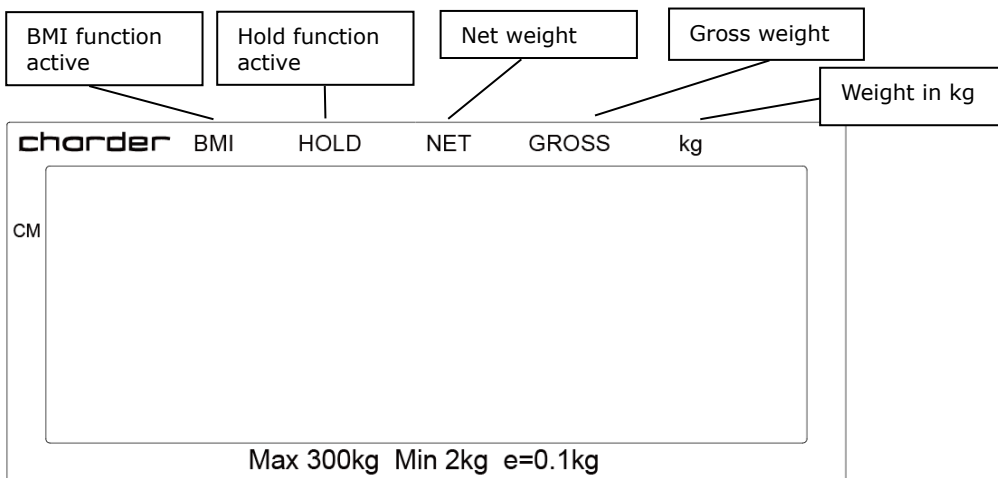 BMI function
active
Hold function
active
Net weight
Gross weight
Weight in kg
charder BMI HOLD NET GROSS kg
CM
Max 300kg Min 2kg e=0.1kg